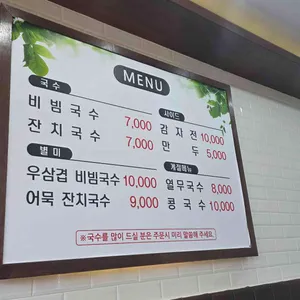 MENU
국수
비빔국수 7,000
잔치국수 7,000
별미
우삼겹 비빔국수 10,000
어묵 잔치국수 9,000
사이드
김치전 10,000
만두 5,000
계절메뉴
열무국수 8,000
콩국수 10,000
※국수를 많이 드실 분은 주문시 미리 말씀해 주세요.